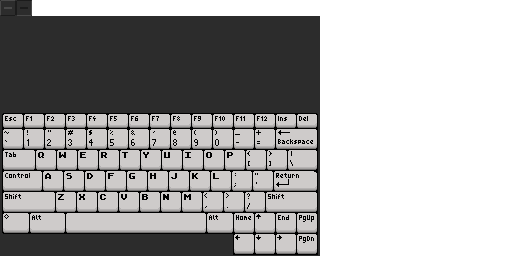 Esc F1 F2 F3 F4 F5 F6 F7 F8 F9 F10 F11 F12 Ins Del
~ ! " # $ % & ' @ ( ) _ + ←
` 1 2 3 4 5 6 7 8 9 0 - = Backspace
Tab Q W E R T Y U I O P { } |
[ ] \
Control A S D F G H J K L : " Return
; '
Shift Z X C V B N M < > ? Shift
, . /
◇ Alt Alt Home ↑ End PgUp
← ↓ → PgDn